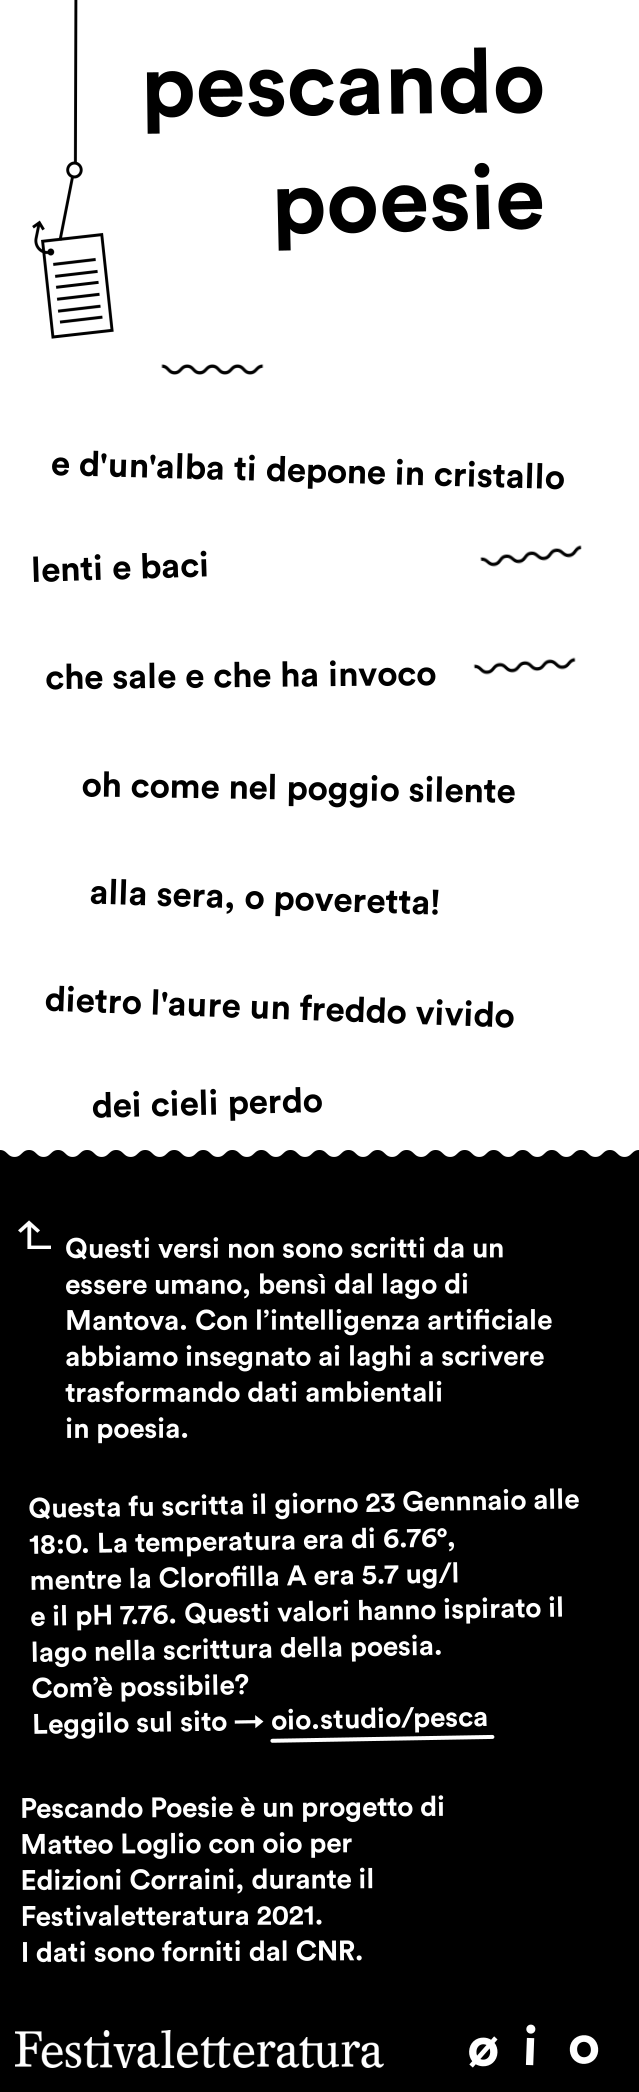 pescando
poesie
e d'un'alba ti depone in cristallo
lenti e baci
che sale e che ha invoco
oh come nel poggio silente
alla sera, o poveretta!
dietro l'aure un freddo vivido
dei cieli perdo
Questi versi non sono scritti da un
essere umano, bensì dal lago di
Mantova. Con l’intelligenza artificiale
abbiamo insegnato ai laghi a scrivere
trasformando dati ambientali
in poesia.
Questa fu scritta il giorno 23 Gennnaio alle
18:0. La temperatura era di 6.76°,
mentre la Clorofilla A era 5.7 ug/l
e il pH 7.76. Questi valori hanno ispirato il
lago nella scrittura della poesia.
Com’è possibile?
Leggilo sul sito → oio.studio/pesca
Pescando Poesie è un progetto di
Matteo Loglio con oio per
Edizioni Corraini, durante il
Festivaletteratura 2021.
I dati sono forniti dal CNR.
Festivaletteratura ø i o